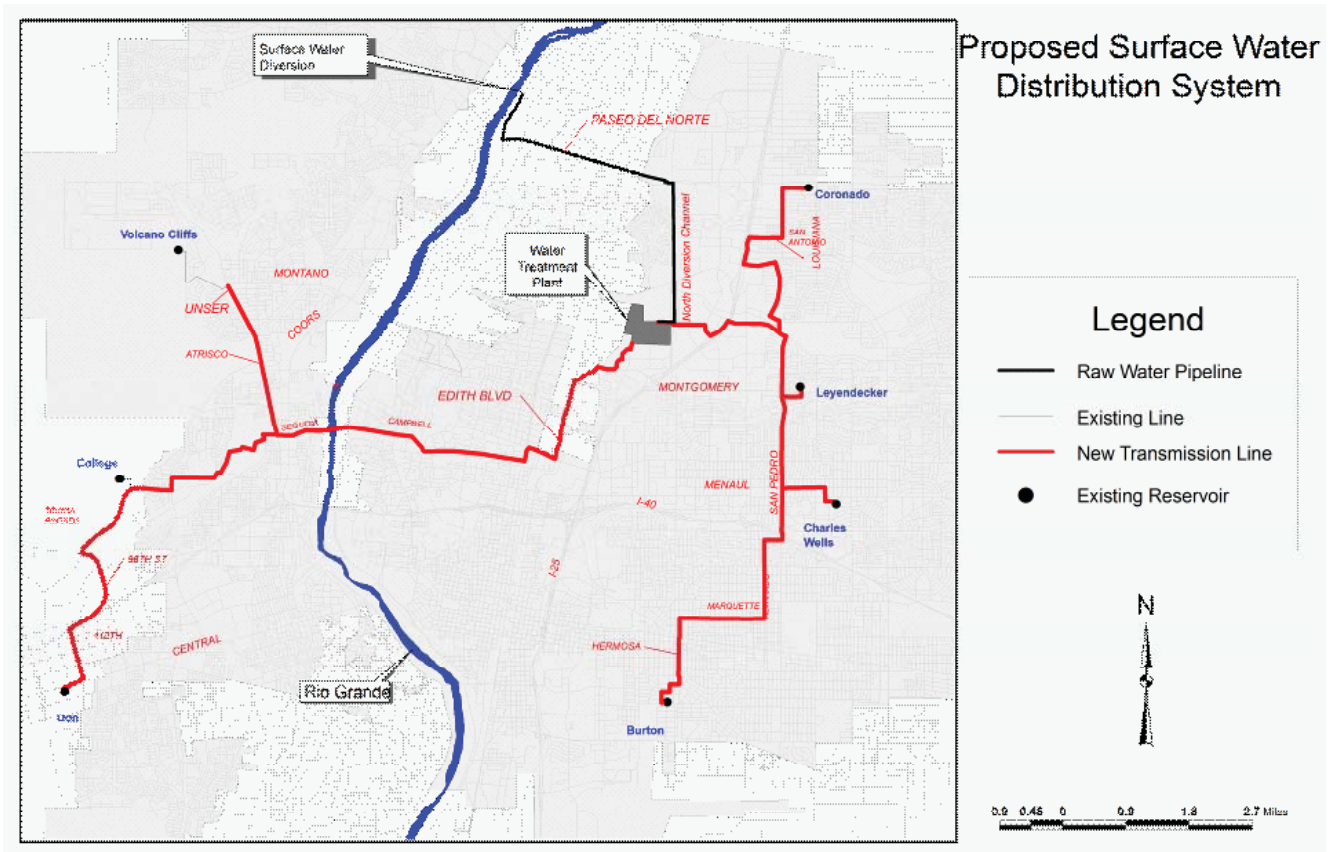 Proposed Surface Water
Distribution System
Surface Water
Diversion
PASEO DEL NORTE
Coronado
SAN
ANTONIO
LOUISIANA
North Diversion Channel
Volcano Cliffs
MONTANO
Water
Treatment
Plant
UNSER
COORS
ATRISCO
MONTGOMERY
Leyendecker
EDITH BLVD
SEQUOIA
CAMPBELL
College
MENAUL
SAN PEDRO
I-40
Charles
Wells
98TH ST
I-25
MARQUETTE
110TH
CENTRAL
HERMOSA
Rio Grande
Don
Burton
Legend
Raw Water Pipeline
Existing Line
New Transmission Line
Existing Reservoir
N
0.9 0.45 0 0.9 1.8 2.7 Miles